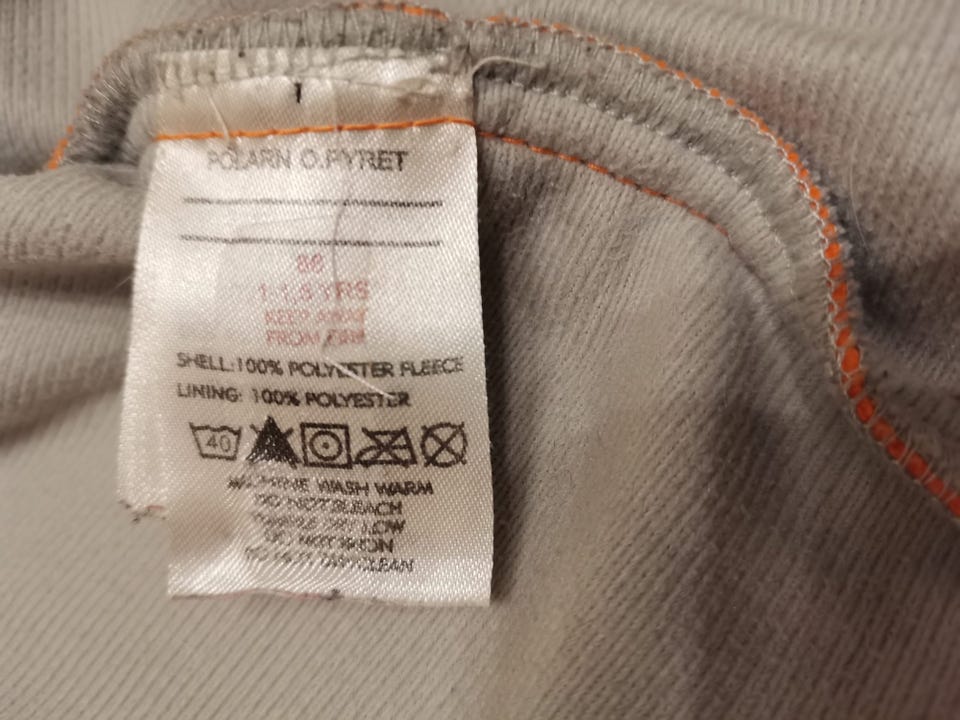 POLARN O.PYRET
86
1-1,5 YRS
KEEP AWAY
FROM FIRE
SHELL:100% POLYESTER FLEECE
LINING: 100% POLYESTER
40
MACHINE WASH WARM
DO NOT BLEACH
TUMBLE DRY LOW
DO NOT IRON
DO NOT DRYCLEAN